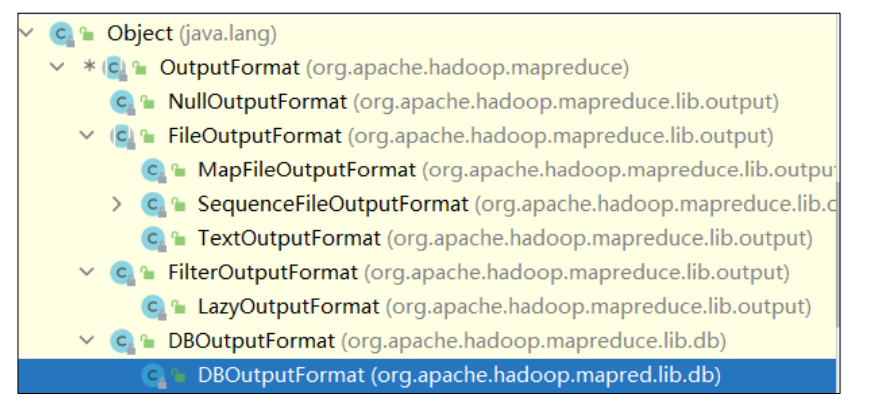 Object (java.lang)
* OutputFormat (org.apache.hadoop.mapreduce)
NullOutputFormat (org.apache.hadoop.mapreduce.lib.output)
FileOutputFormat (org.apache.hadoop.mapreduce.lib.output)
MapFileOutputFormat (org.apache.hadoop.mapreduce.lib.outpu
SequenceFileOutputFormat (org.apache.hadoop.mapreduce.lib.o
TextOutputFormat (org.apache.hadoop.mapreduce.lib.output)
FilterOutputFormat (org.apache.hadoop.mapreduce.lib.output)
LazyOutputFormat (org.apache.hadoop.mapreduce.lib.output)
DBOutputFormat (org.apache.hadoop.mapreduce.lib.db)
DBOutputFormat (org.apache.hadoop.mapred.lib.db)